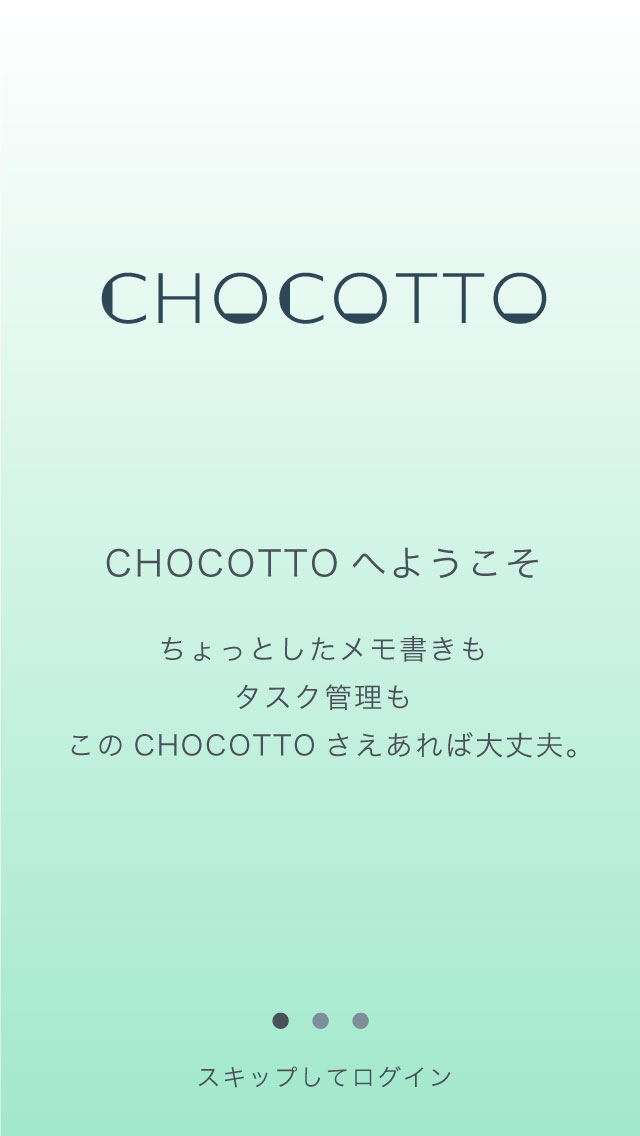 CHOCOTTO
CHOCOTTO へようこそ
ちょっとしたメモ書きも
タスク管理も
この CHOCOTTO さえあれば大丈夫。
スキップしてログイン